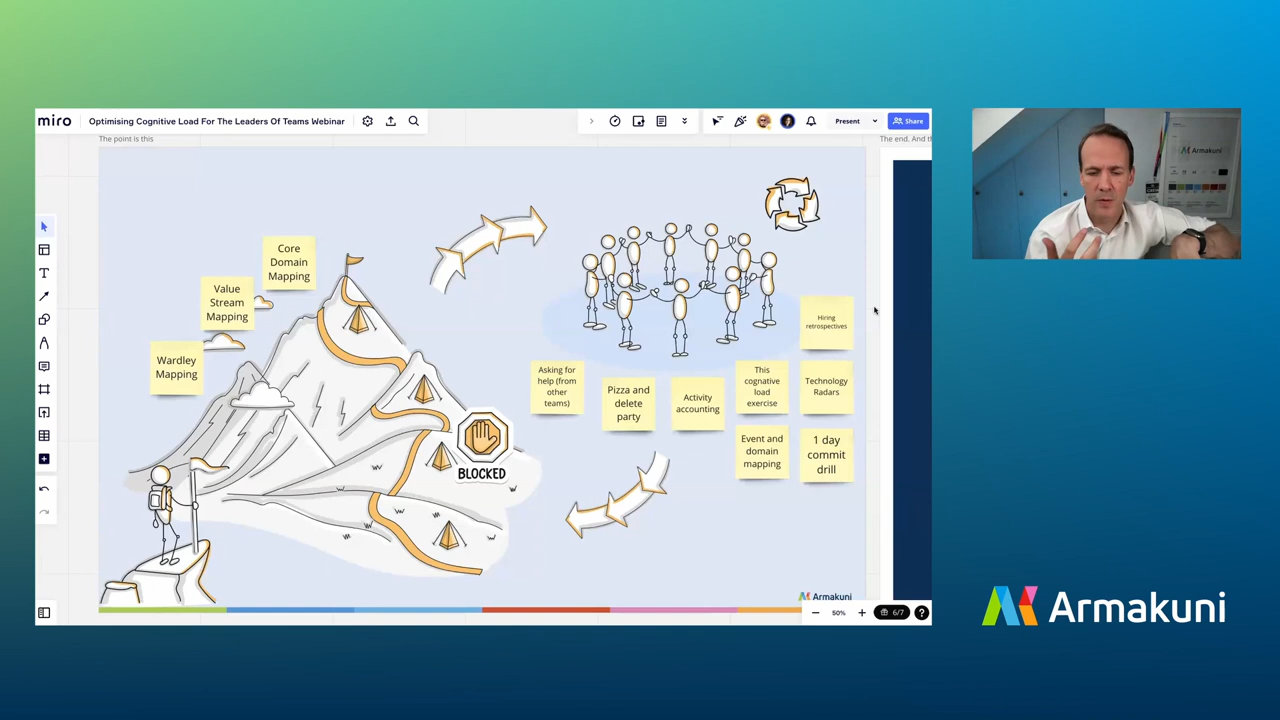 miro
Optimising Cognitive Load For The Leaders Of Teams Webinar
Present
Share
The point is this
The end. And
Core
Domain
Mapping
Value
Stream
Mapping
Wardley
Mapping
BLOCKED
Hiring
retrospectives
Asking for
help (from
other
teams)
Pizza and
delete
party
Activity
accounting
This
cognative
load
exercise
Technology
Radars
Event and
domain
mapping
1 day
commit
drill
Armakuni
50%
6/7
Armakuni
Armakuni